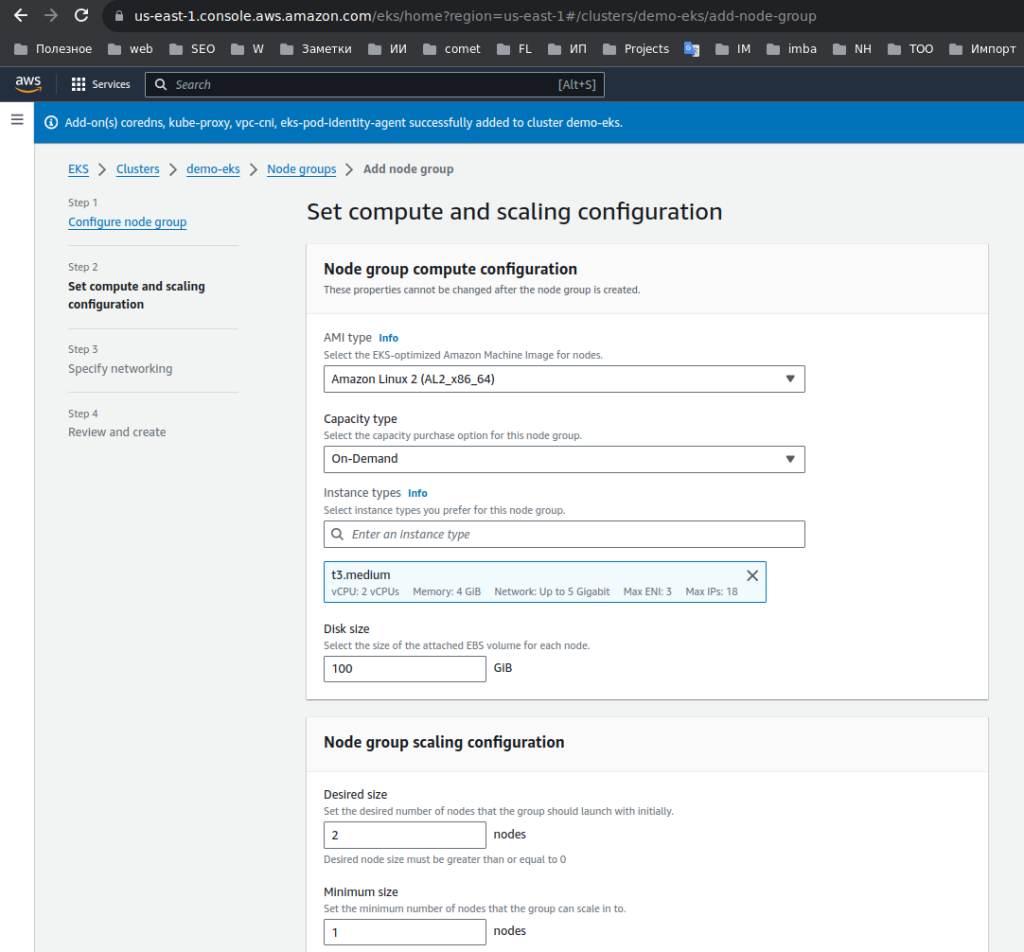 us-east-1.console.aws.amazon.com/eks/home?region=us-east-1#/clusters/demo-eks/add-node-group
Полезное web SEO W Заметки ИИ comet FL ИП Projects IM imba NH ТОО Импорт
aws Services Search [Alt+S]
Add-on(s) coredns, kube-proxy, vpc-cni, eks-pod-identity-agent successfully added to cluster demo-eks.
EKS Clusters demo-eks Node groups Add node group
Step 1
Configure node group
Step 2
Set compute and scaling
configuration
Step 3
Specify networking
Step 4
Review and create
Set compute and scaling configuration
Node group compute configuration
These properties cannot be changed after the node group is created.
AMI type Info
Select the EKS-optimized Amazon Machine Image for nodes.
Amazon Linux 2 (AL2_x86_64)
Capacity type
Select the capacity purchase option for this node group.
On-Demand
Instance types Info
Select instance types you prefer for this node group.
Enter an instance type
t3.medium
vCPU: 2 vCPUs Memory: 4 GiB Network: Up to 5 Gigabit Max ENI: 3 Max IPs: 18
Disk size
Select the size of the attached EBS volume for each node.
100 GiB
Node group scaling configuration
Desired size
Set the desired number of nodes that the group should launch with initially.
2 nodes
Desired node size must be greater than or equal to 0
Minimum size
Set the minimum number of nodes that the group can scale in to.
1 nodes